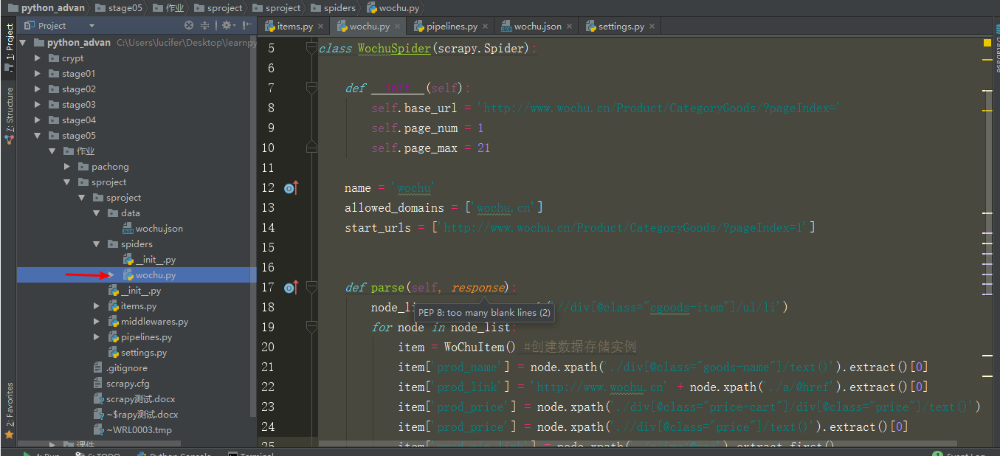 python_advan stage05 作业 sproject sproject spiders wochu.py
Project
items.py wochu.py pipelines.py wochu.json settings.py
1: Project
7: Structure
2: Favorites
python_advan C:\Users\lucifer\Desktop\learnpy
crypt
stage01
stage02
stage03
stage04
stage05
作业
pachong
sproject
sproject
data
wochu.json
spiders
__init__.py
wochu.py
__init__.py
items.py
middlewares.py
pipelines.py
settings.py
.gitignore
scrapy.cfg
scrapy测试.docx
~$rapy测试.docx
~WRL0003.tmp
课件
5 class WochuSpider(scrapy.Spider):
6
7 def __init__(self):
8 self.base_url = 'http://www.wochu.cn/Product/CategoryGoods/?pageIndex='
9 self.page_num = 1
10 self.page_max = 21
11
12 name = 'wochu'
13 allowed_domains = ['wochu.cn']
14 start_urls = ['http://www.wochu.cn/Product/CategoryGoods/?pageIndex=1']
15
16
17 def parse(self, response):
18 node_li //div[@class="cgoods-item"]/ul/li')
PEP 8: too many blank lines (2)
19 for node in node_list:
20 item = WoChuItem() #创建数据存储实例
21 item['prod_name'] = node.xpath('./div[@class="goods-name"]/text()').extract()[0]
22 item['prod_link'] = 'http://www.wochu.cn' + node.xpath('./a/@href').extract()[0]
23 item['prod_price'] = node.xpath('./div[@class="price-cart"]/div[@class="price"]/text()')
24 item['prod_price'] = node.xpath('.//div[@class="price"]/text()').extract()[0]
25
Python Console Terminal Event Log